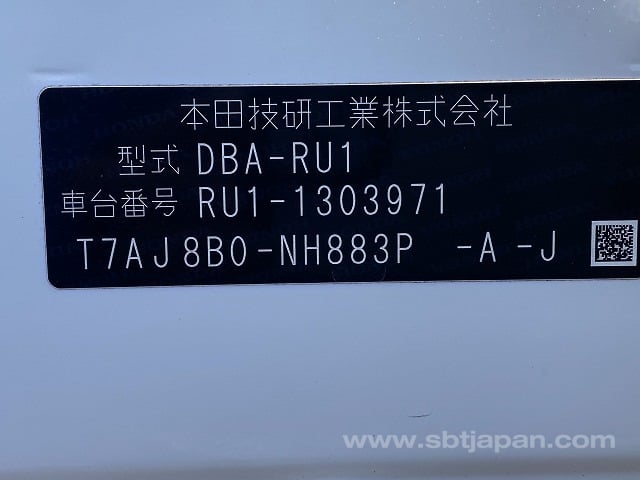 本田技研工業株式会社
型式 DBA-RU1
車台番号 RU1-1303971
T7AJ8B0-NH883P -A -J
www.sbtjapan.com